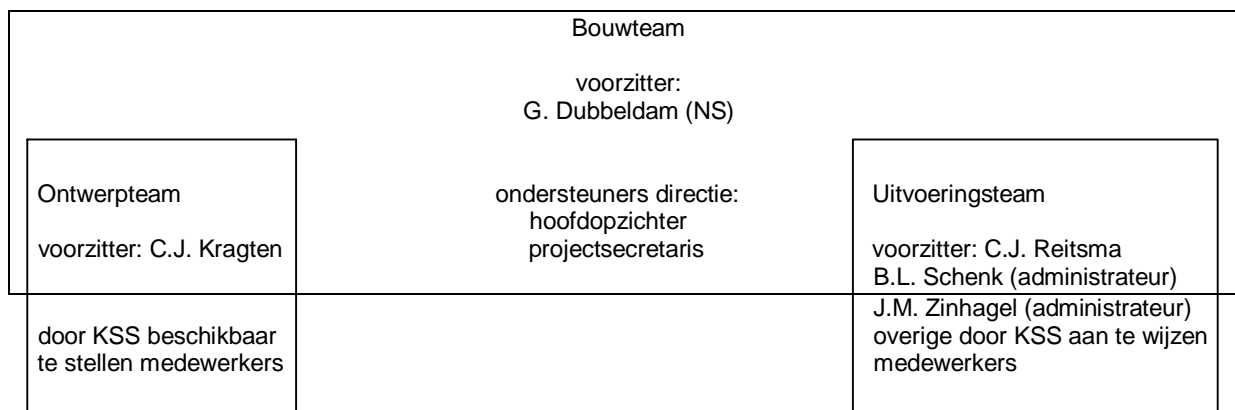 Bouwteam
voorzitter:
G. Dubbeldam (NS)
Ontwerpteam
voorzitter: C.J. Kragten
door KSS beschikbaar
te stellen medewerkers
ondersteuners directie:
hoofdopzichter
projectsecretaris
Uitvoeringsteam
voorzitter: C.J. Reitsma
B.L. Schenk (administrateur)
J.M. Zinhagel (administrateur)
overige door KSS aan te wijzen
medewerkers